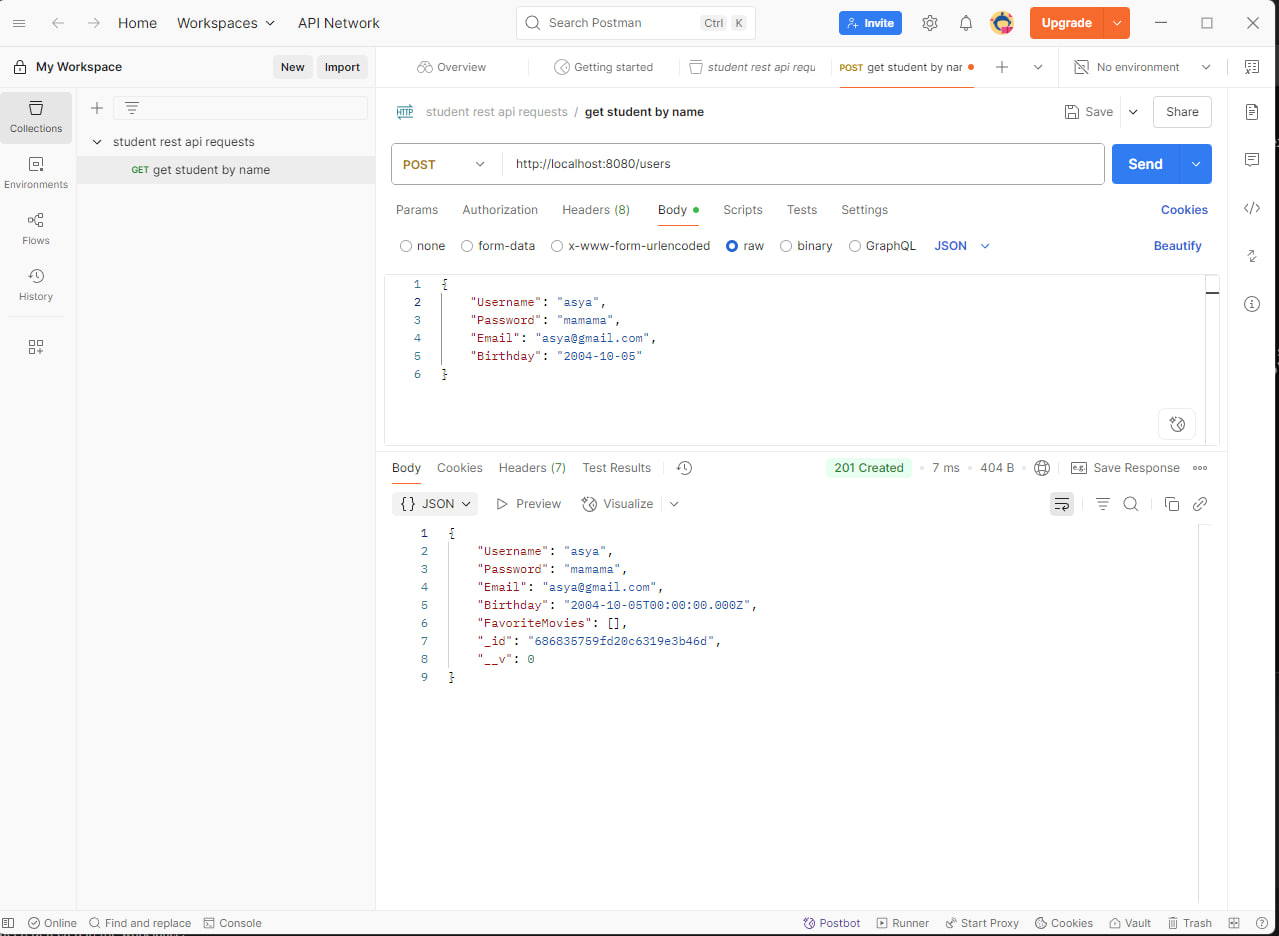 Home Workspaces API Network Search Postman Ctrl K Invite Upgrade
My Workspace New Import Overview Getting started student rest api requ POST get student by nar No environment
Collections
Environments
Flows
History
student rest api requests
GET get student by name
HTTP student rest api requests / get student by name Save Share
POST http://localhost:8080/users Send
Params Authorization Headers (8) Body Scripts Tests Settings Cookies
none form-data x-www-form-urlencoded raw binary GraphQL JSON Beautify
1 {
2 "Username": "asya",
3 "Password": "mamama",
4 "Email": "asya@gmail.com",
5 "Birthday": "2004-10-05"
6 }
Body Cookies Headers (7) Test Results 201 Created 7 ms 404 B e.g. Save Response
{} JSON Preview Visualize
1 {
2 "Username": "asya",
3 "Password": "mamama",
4 "Email": "asya@gmail.com",
5 "Birthday": "2004-10-05T00:00:00.000Z",
6 "FavoriteMovies": [],
7 "_id": "686835759fd20c6319e3b46d",
8 "__v": 0
9 }
Online Find and replace Console Postbot Runner Start Proxy Cookies Vault Trash